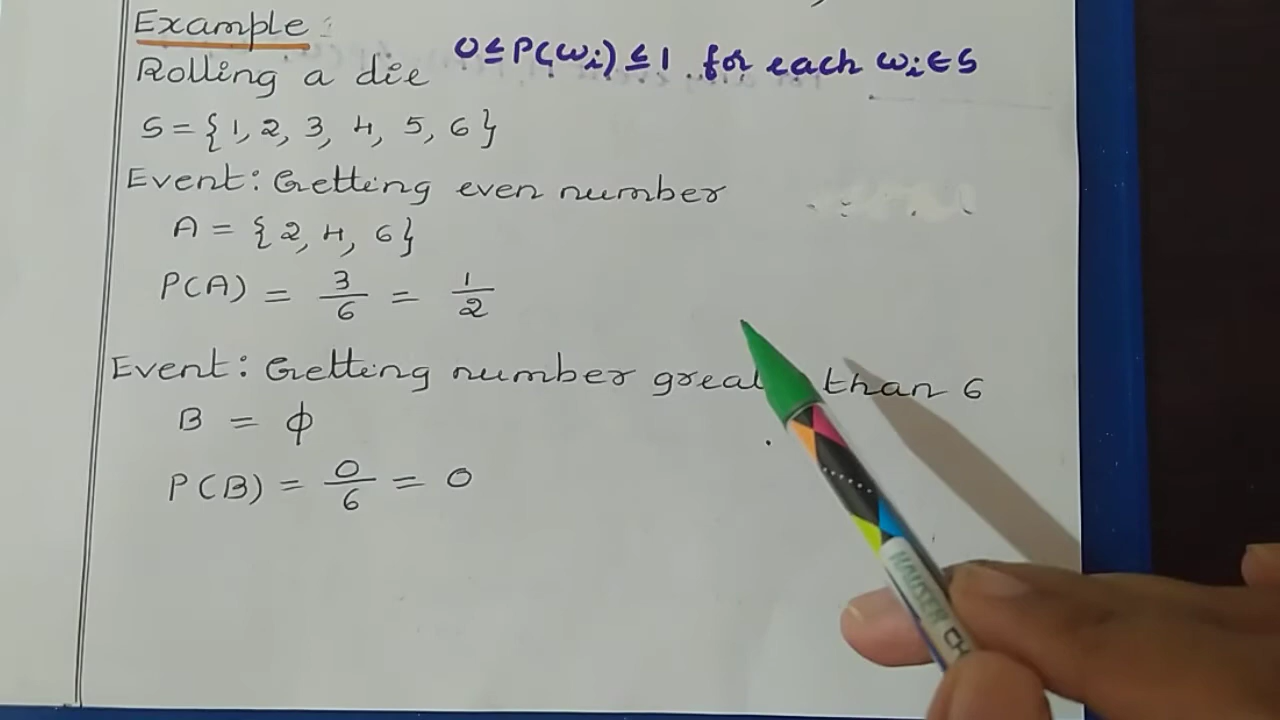 Example:
Rolling a die
0≤P(ωi)≤1 for each ωi∈S
S={1,2,3,4,5,6}
Event: Getting even number
A = {2,4,6}
P(A) = 3/6 = 1/2
Event: Getting number than 6
B = ϕ
P(B) = 0/6 = 0
HAUSER